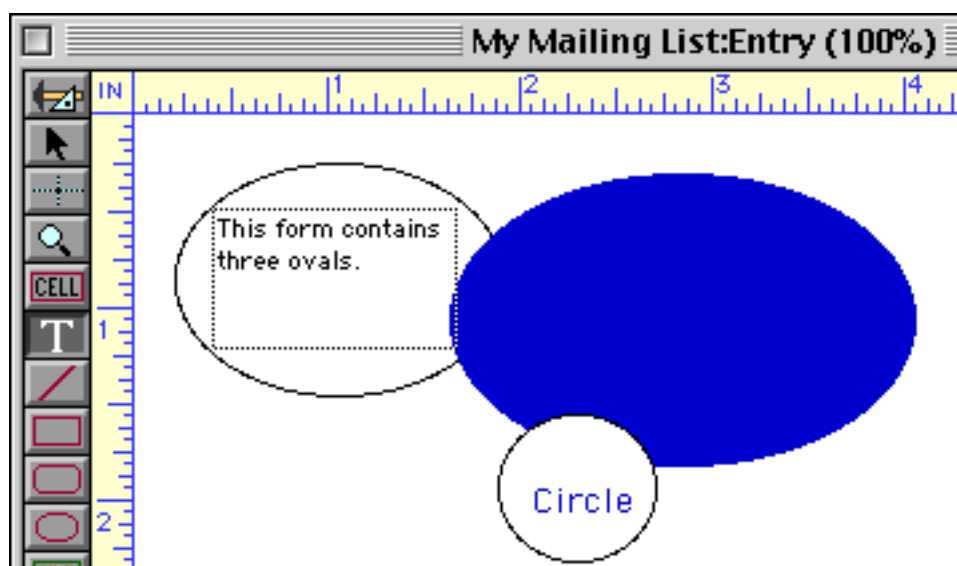 My Mailing List:Entry (100%)
IN 1 2 3 4
This form contains
three ovals.
CELL
T
1
Circle
2